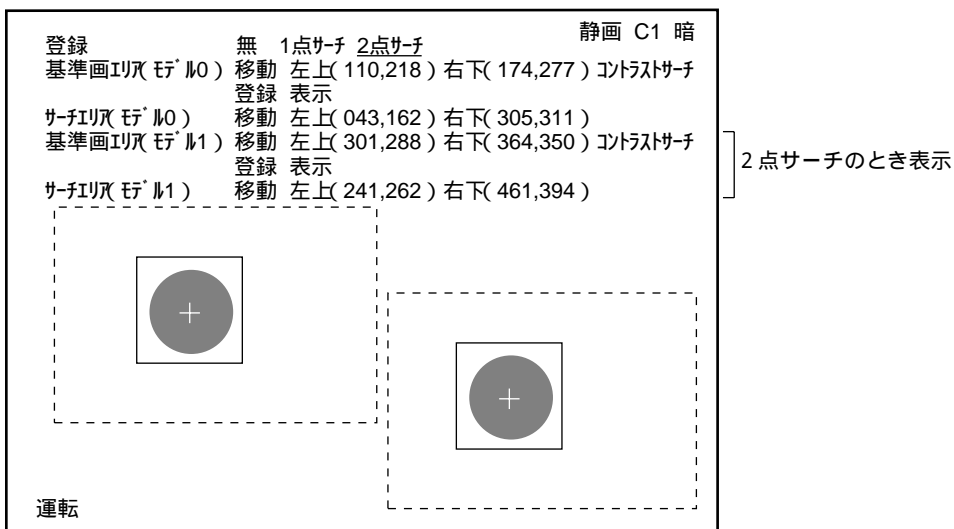 静画 C1 暗
登録 無 1点ｻｰﾁ 2点ｻｰﾁ
基準画ｴﾘｱ(ﾓﾃﾞﾙ0) 移動 左上(110,218) 右下(174,277) ｺﾝﾄﾗｽﾄｻｰﾁ
登録 表示
ｻｰﾁｴﾘｱ(ﾓﾃﾞﾙ0) 移動 左上(043,162) 右下(305,311)
基準画ｴﾘｱ(ﾓﾃﾞﾙ1) 移動 左上(301,288) 右下(364,350) ｺﾝﾄﾗｽﾄｻｰﾁ
登録 表示
ｻｰﾁｴﾘｱ(ﾓﾃﾞﾙ1) 移動 左上(241,262) 右下(461,394)
2点サーチのとき表示
運転